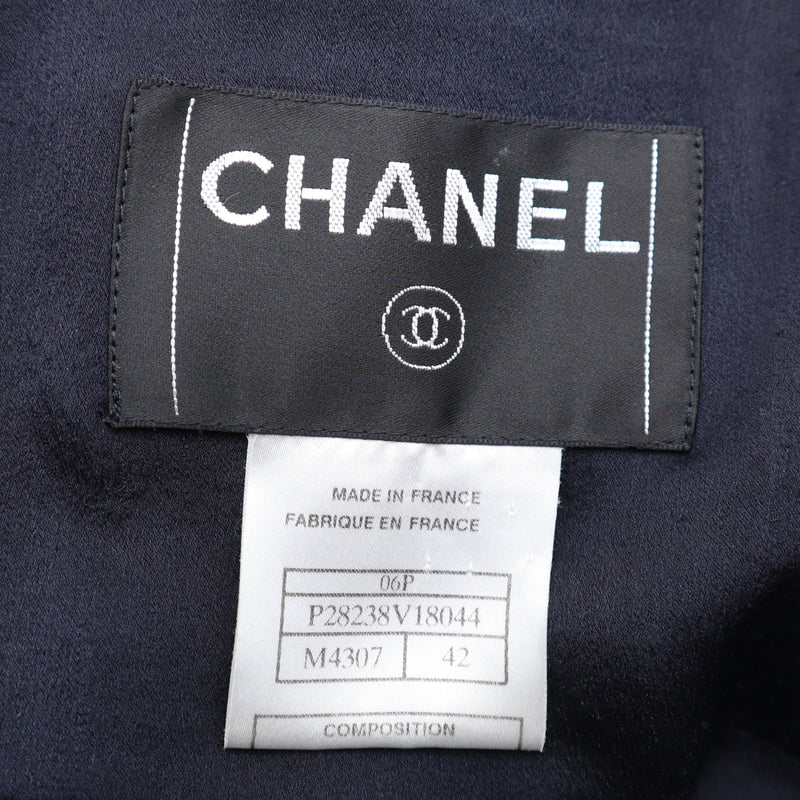 CHANEL
MADE IN FRANCE
FABRIQUE EN FRANCE
06P
P28238V18044
M4307 42
COMPOSITION